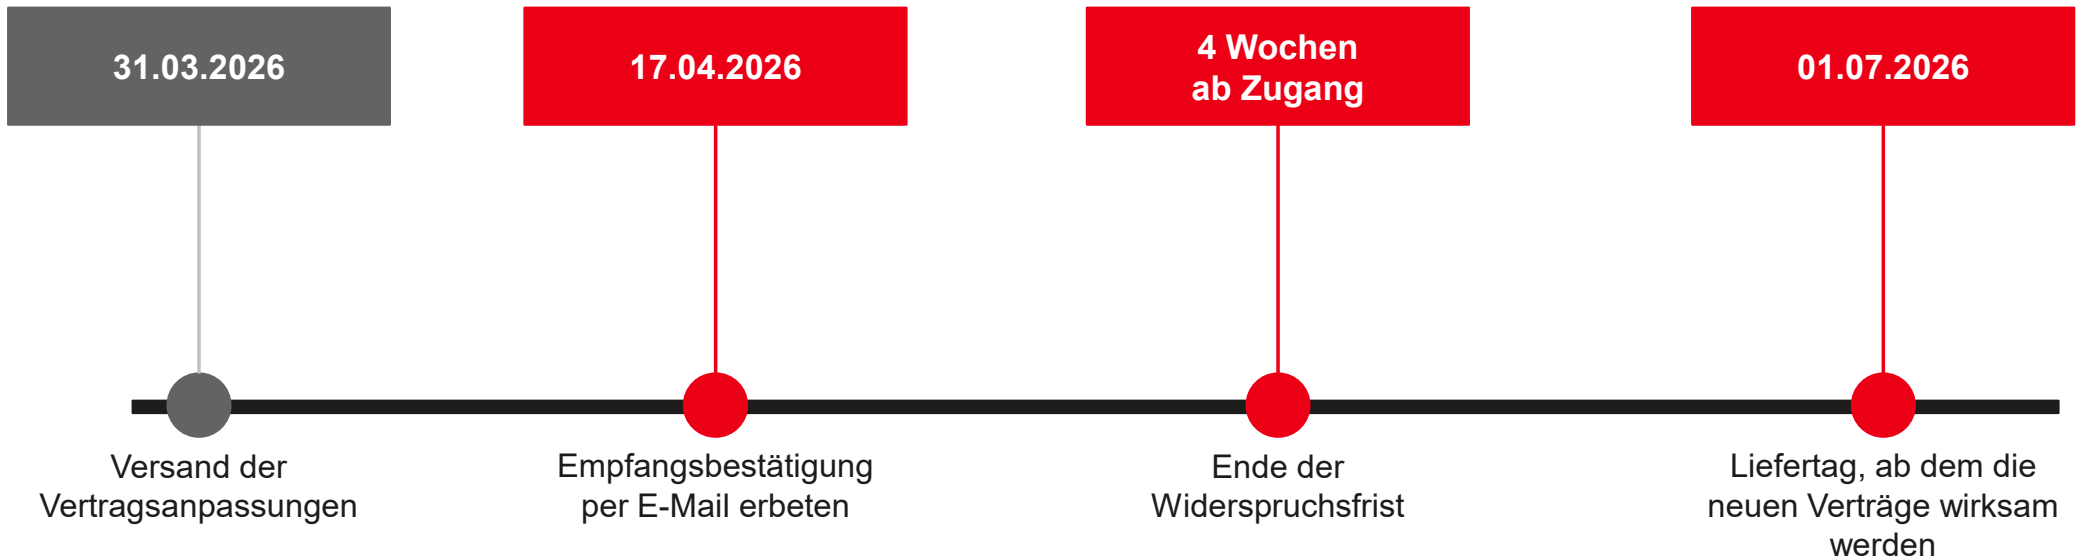 31.03.2026
17.04.2026
4 Wochen
ab Zugang
01.07.2026
Versand der
Vertragsanpassungen
Empfangsbestätigung
per E-Mail erbeten
Ende der
Widerspruchsfrist
Liefertag, ab dem die
neuen Verträge wirksam
werden